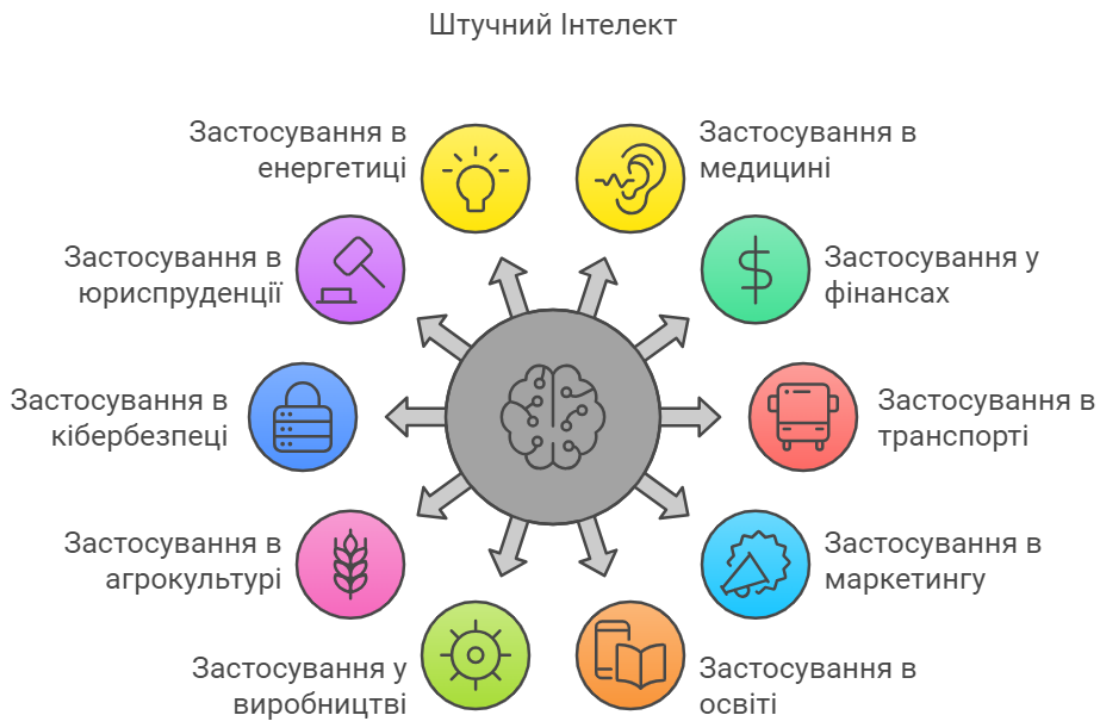 Штучний Інтелект
Застосування в
енергетиці
Застосування в
медицині
Застосування в
юриспруденції
Застосування у
фінансах
Застосування в
кібербезпеці
Застосування в
транспорті
Застосування в
агрокультурі
Застосування в
маркетингу
Застосування у
виробництві
Застосування в
освіті